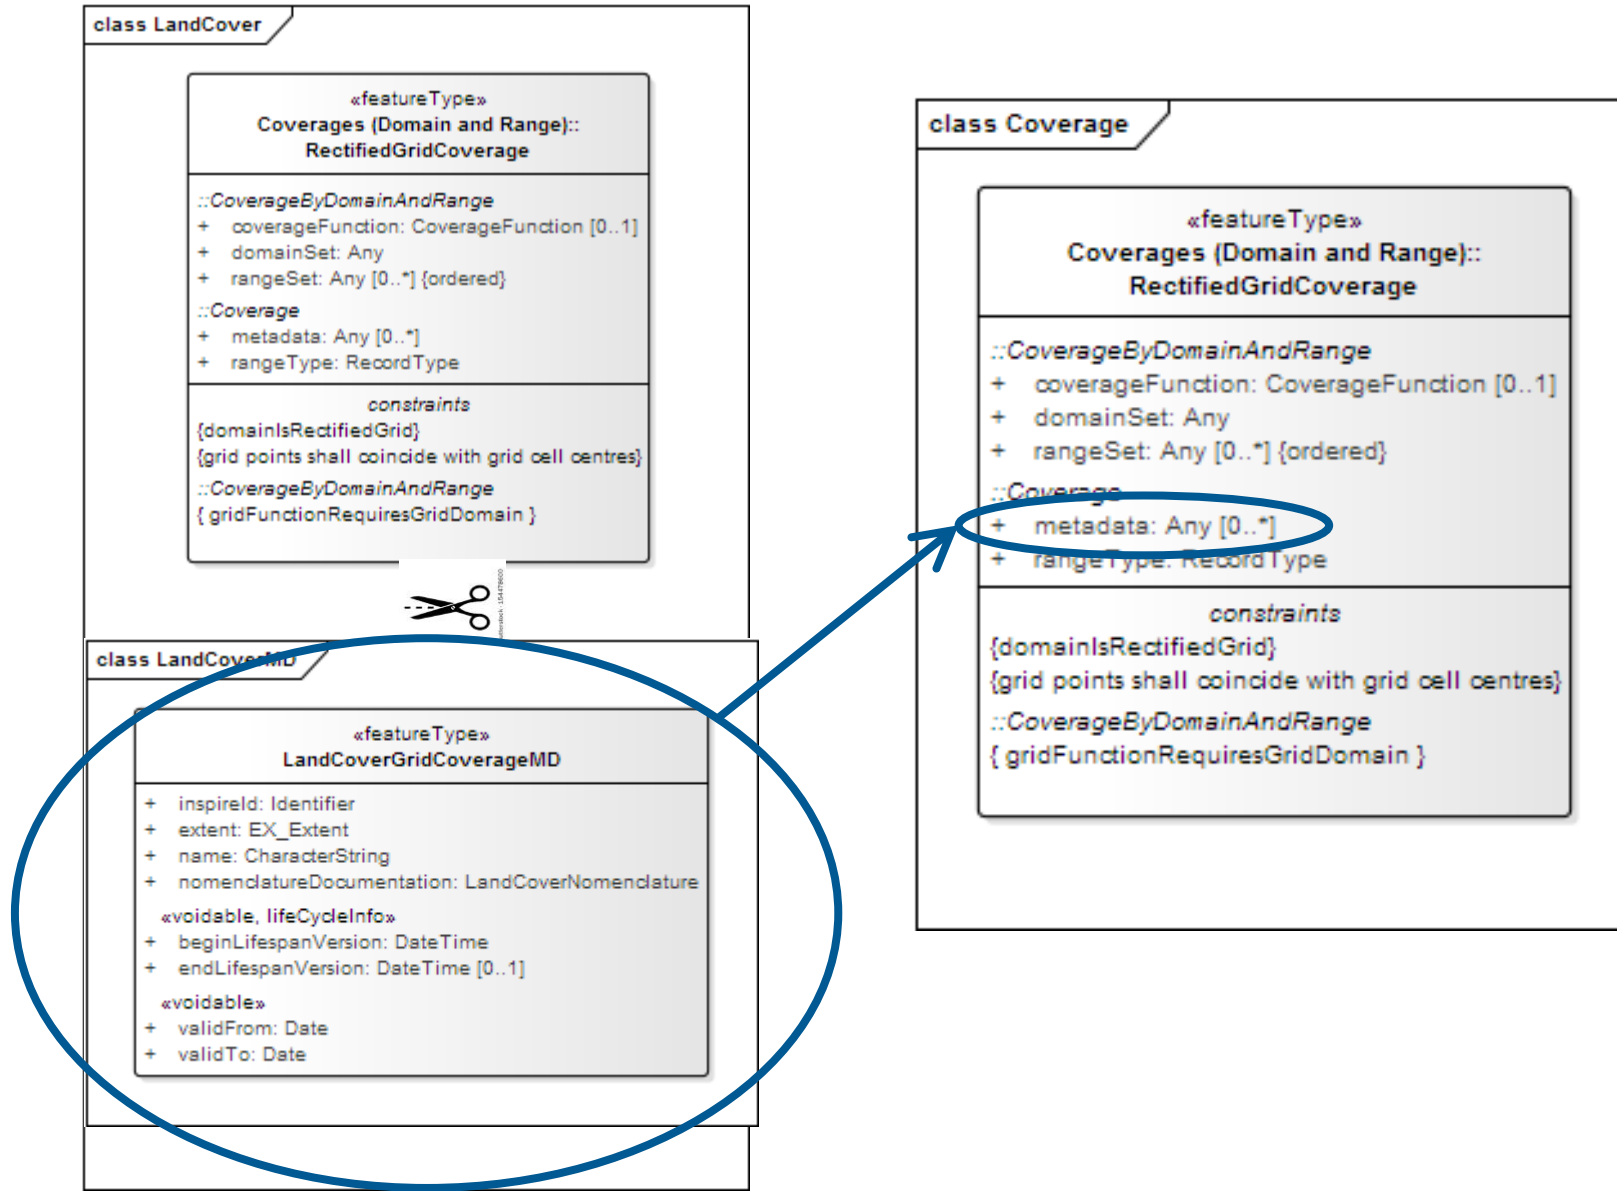 class LandCover
«featureType»
Coverages (Domain and Range)::
RectifiedGridCoverage
::CoverageByDomainAndRange
+ coverageFunction: CoverageFunction [0..1]
+ domainSet: Any
+ rangeSet: Any [0..*] {ordered}
::Coverage
+ metadata: Any [0..*]
+ rangeType: RecordType
constraints
{domainIsRectifiedGrid}
{grid points shall coincide with grid cell centres}
::CoverageByDomainAndRange
{ gridFunctionRequiresGridDomain }
class LandCoverMD
«featureType»
LandCoverGridCoverageMD
+ inspireId: Identifier
+ extent: EX_Extent
+ name: CharacterString
+ nomenclatureDocumentation: LandCoverNomenclature
«voidable, lifeCycleInfo»
+ beginLifespanVersion: DateTime
+ endLifespanVersion: DateTime [0..1]
«voidable»
+ validFrom: Date
+ validTo: Date
class Coverage
«featureType»
Coverages (Domain and Range)::
RectifiedGridCoverage
::CoverageByDomainAndRange
+ coverageFunction: CoverageFunction [0..1]
+ domainSet: Any
+ rangeSet: Any [0..*] {ordered}
::Coverage
+ metadata: Any [0..*]
+ rangeType: RecordType
constraints
{domainIsRectifiedGrid}
{grid points shall coincide with grid cell centres}
::CoverageByDomainAndRange
{ gridFunctionRequiresGridDomain }